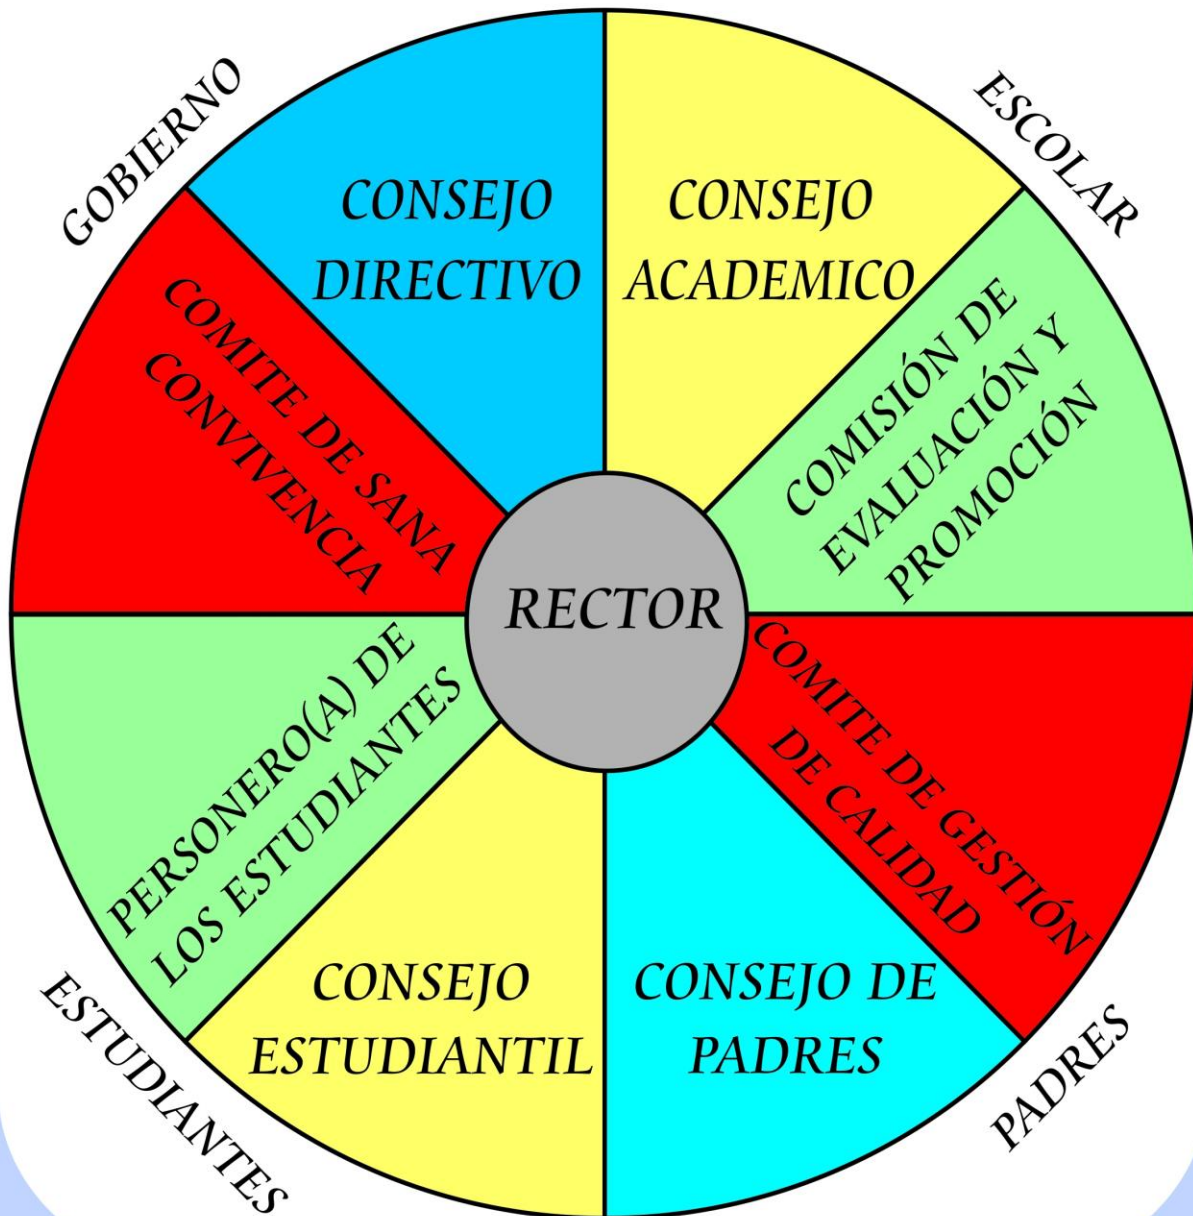 GOBIERNO
ESCOLAR
CONSEJO
DIRECTIVO
CONSEJO
ACADEMICO
COMITE DE SANA
CONVIVENCIA
COMISIÓN DE
EVALUACIÓN Y
PROMOCIÓN
RECTOR
PERSONERO(A) DE
LOS ESTUDIANTES
COMITE DE GESTIÓN
DE CALIDAD
CONSEJO
ESTUDIANTIL
CONSEJO DE
PADRES
ESTUDIANTES
PADRES